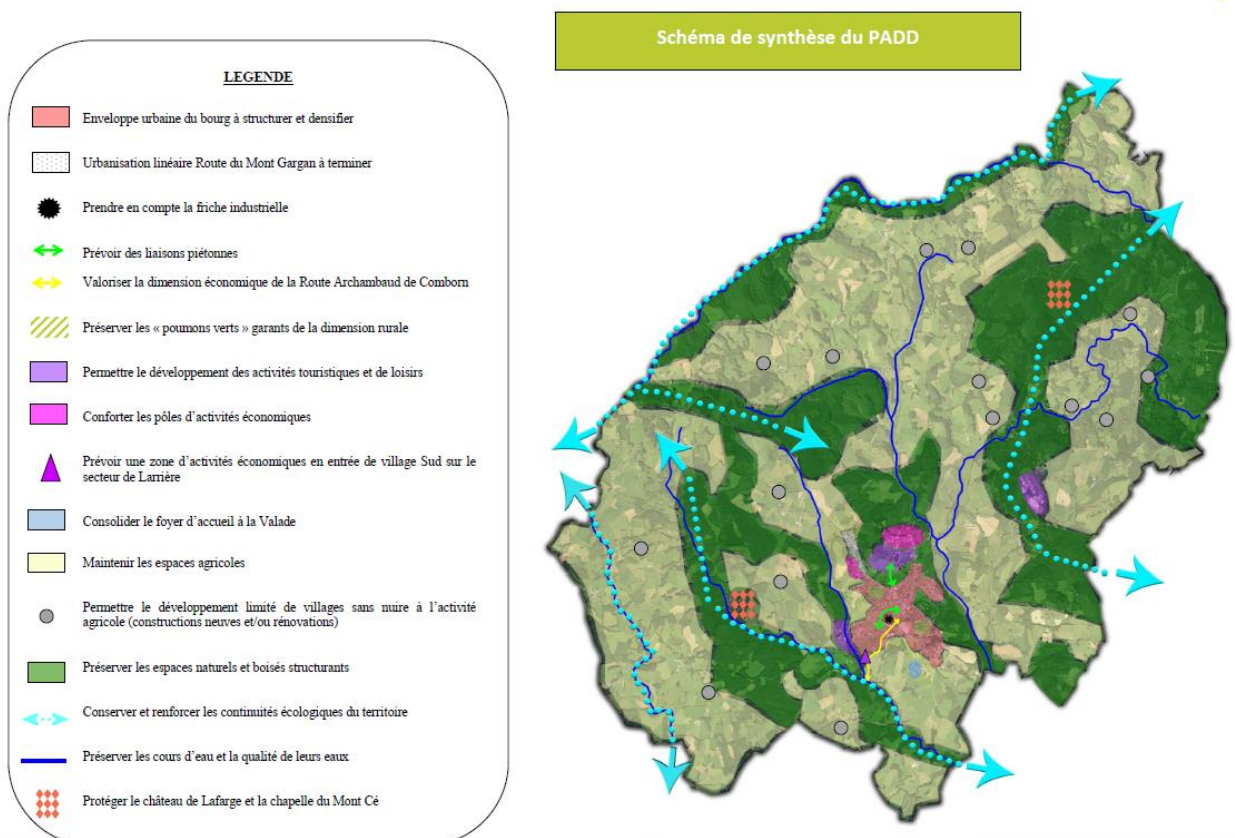 Schéma de synthèse du PADD
LEGENDE
Enveloppe urbaine du bourg à structurer et densifier
Urbanisation linéaire Route du Mont Gargan à terminer
Prendre en compte la friche industrielle
Prévoir des liaisons piétonnes
Valoriser la dimension économique de la Route Archambaud de Comborn
Préserver les « poumons verts » garants de la dimension rurale
Permettre le développement des activités touristiques et de loisirs
Conforter les pôles d'activités économiques
Prévoir une zone d'activités économiques en entrée de village Sud sur le
secteur de Larrière
Consolider le foyer d'accueil à la Valade
Maintenir les espaces agricoles
Permettre le développement limité de villages sans nuire à l'activité
agricole (constructions neuves et/ou rénovations)
Préserver les espaces naturels et boisés structurants
Conserver et renforcer les continuités écologiques du territoire
Préserver les cours d'eau et la qualité de leurs eaux
Protéger le château de Lafarge et la chapelle du Mont Cé